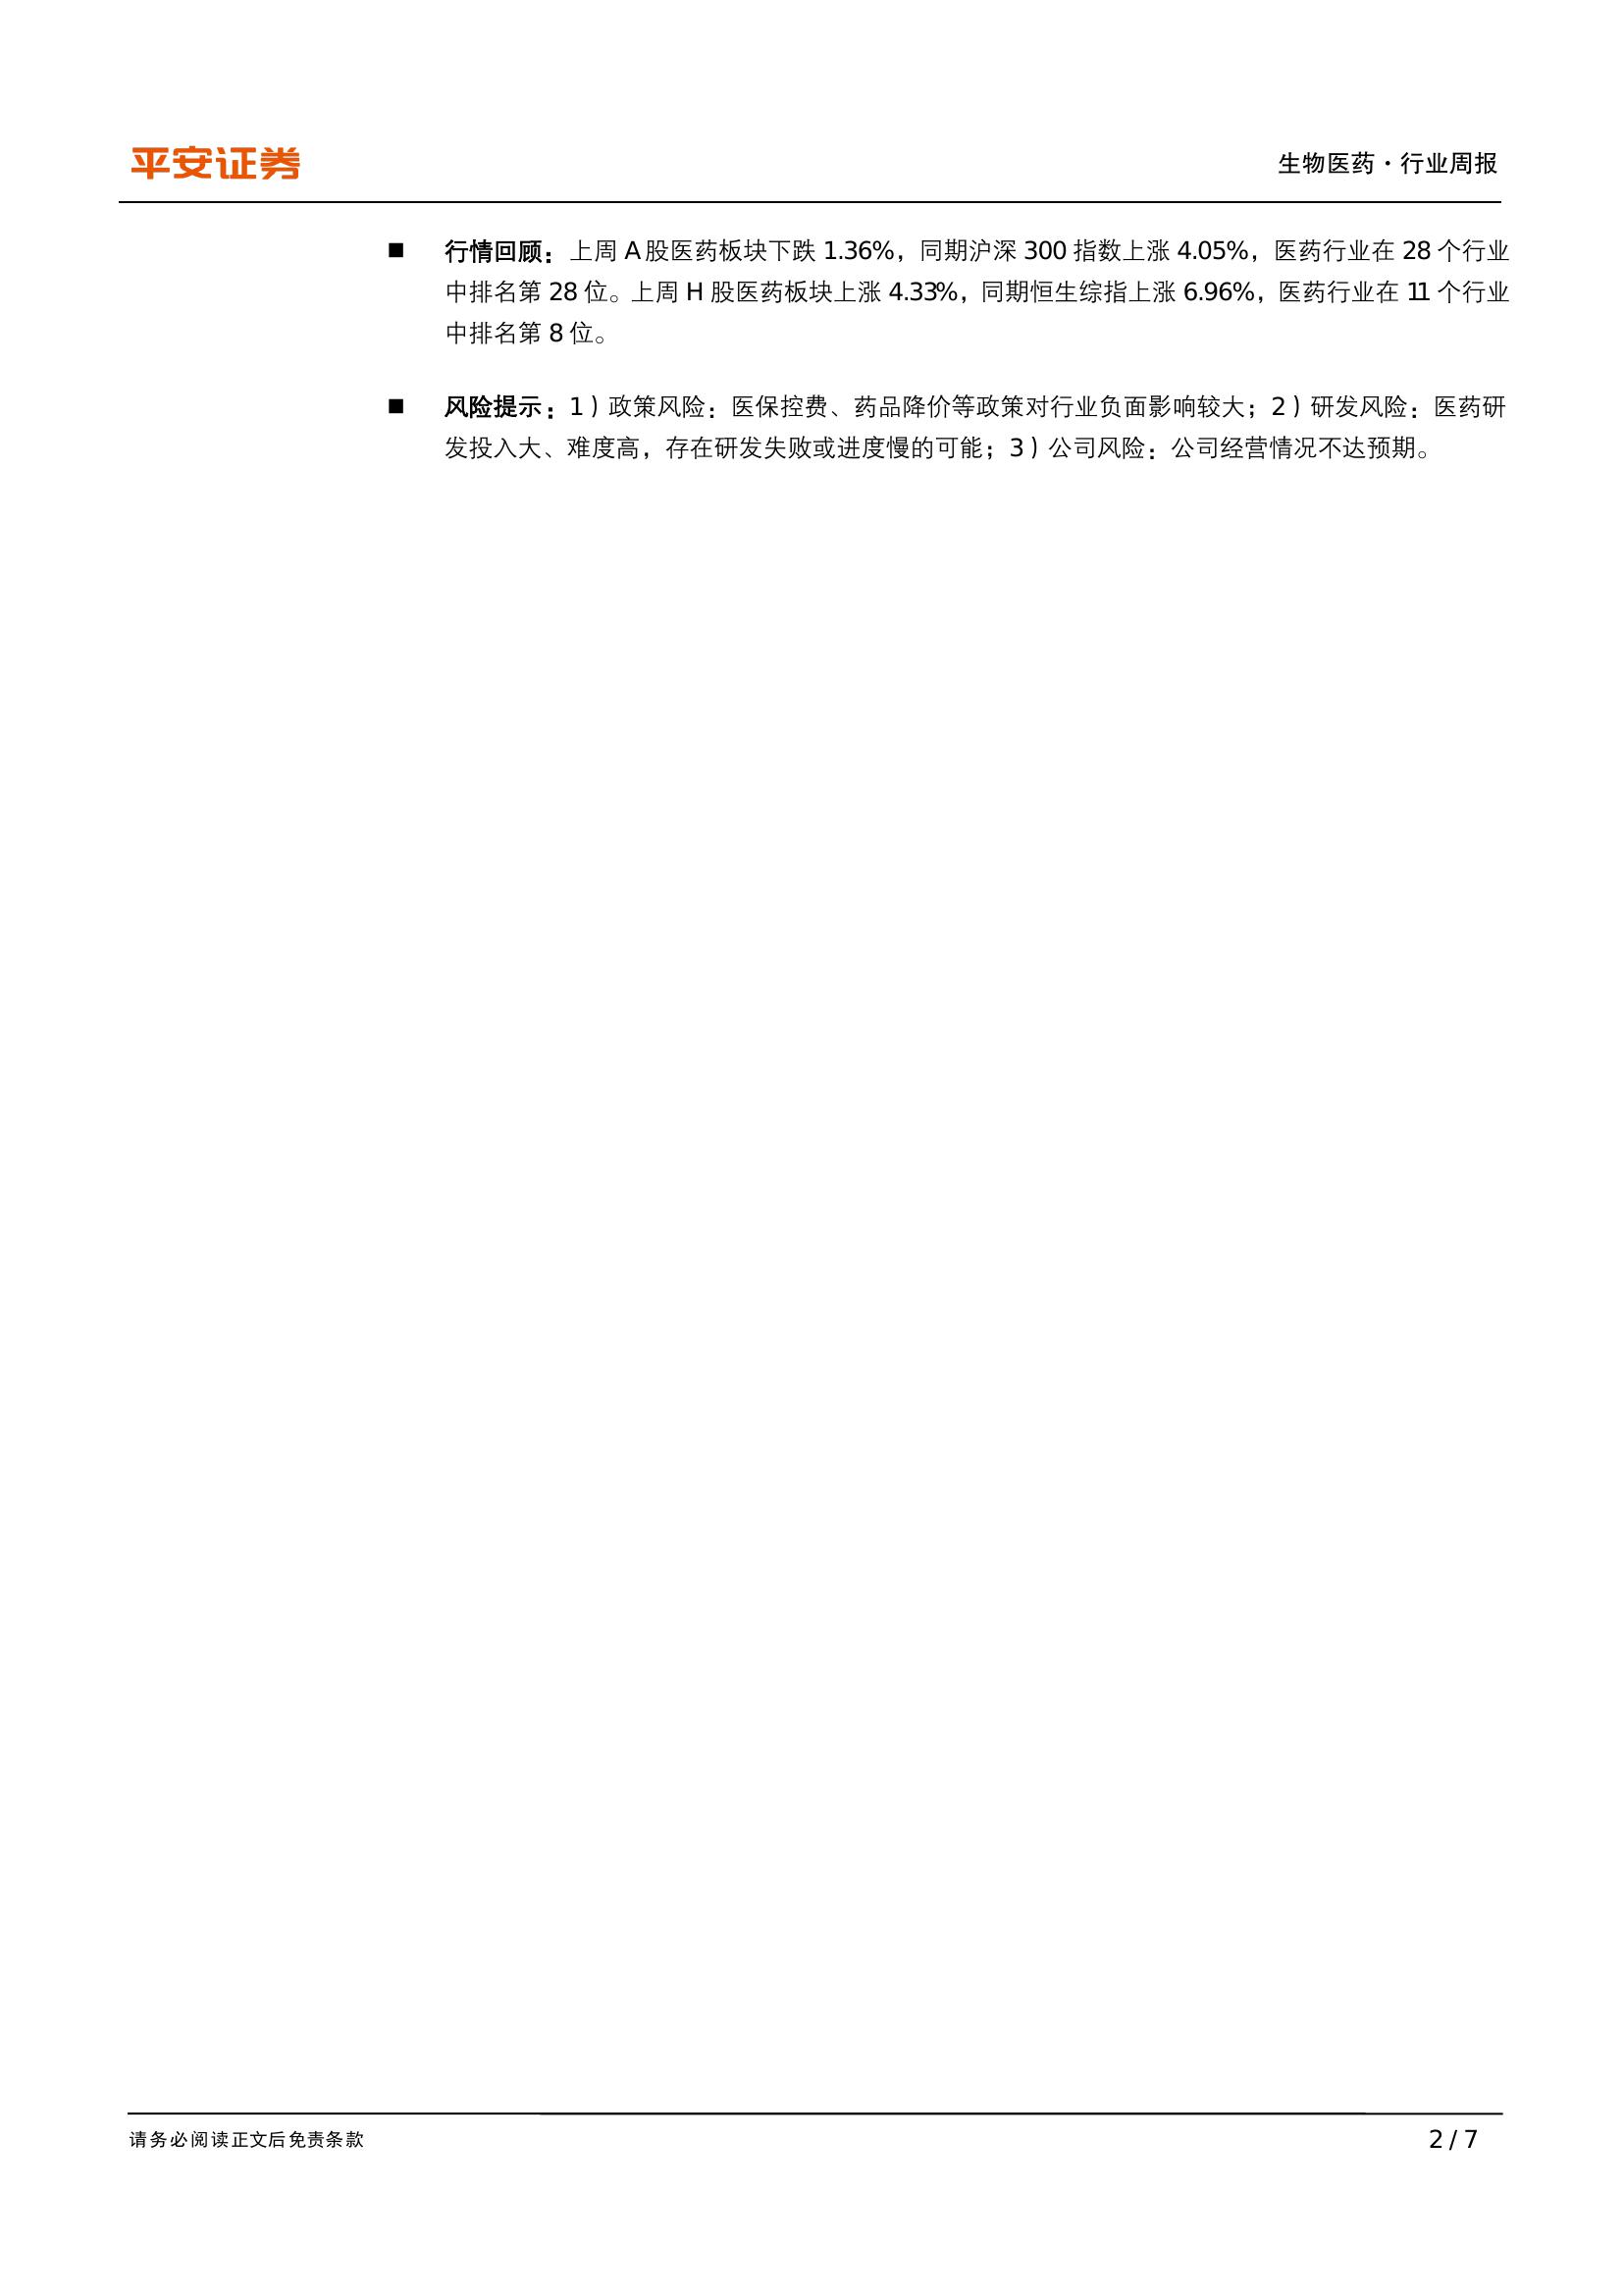 平安证券
生物医药·行业周报
■ 行情回顾：上周 A 股医药板块下跌 1.36%，同期沪深 300 指数上涨 4.05%，医药行业在 28 个行业
中排名第 28 位。上周 H 股医药板块上涨 4.33%，同期恒生综指上涨 6.96%，医药行业在 11 个行业
中排名第 8 位。
■ 风险提示：1）政策风险：医保控费、药品降价等政策对行业负面影响较大；2）研发风险：医药研
发投入大、难度高，存在研发失败或进度慢的可能；3）公司风险：公司经营情况不达预期。
请务必阅读正文后免责条款
2 / 7